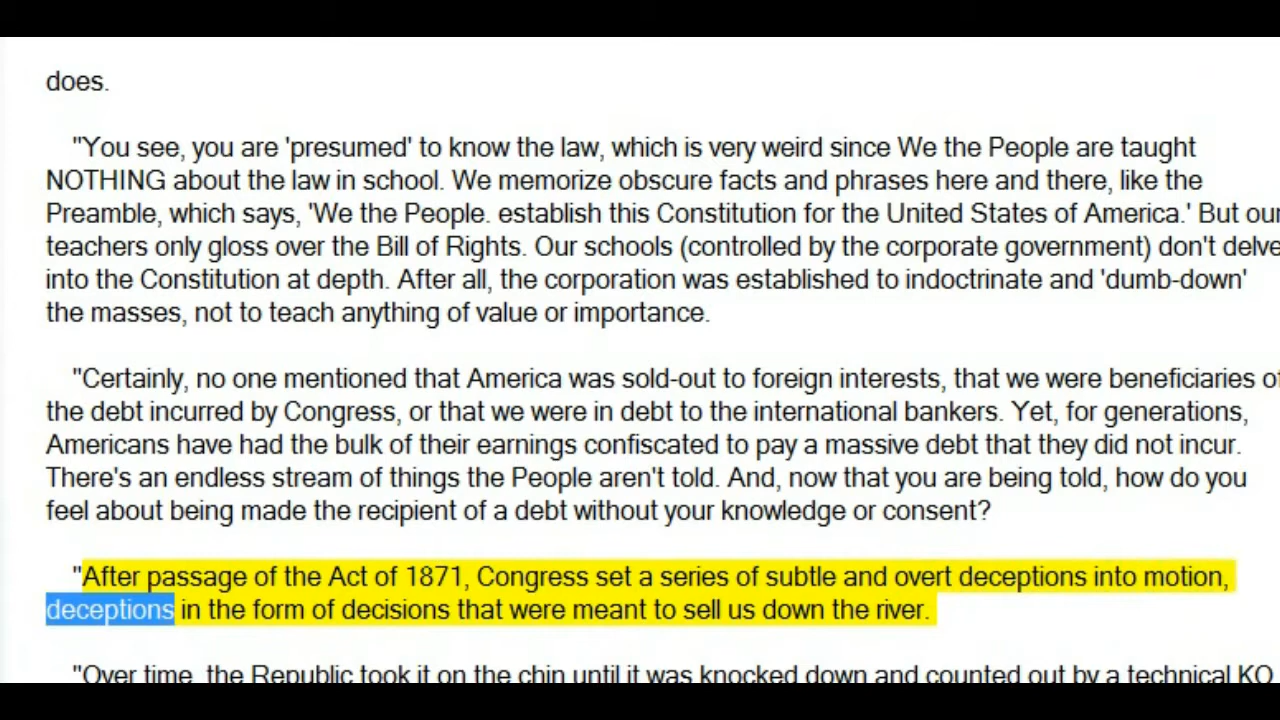 does.
"You see, you are 'presumed' to know the law, which is very weird since We the People are taught
NOTHING about the law in school. We memorize obscure facts and phrases here and there, like the
Preamble, which says, 'We the People. establish this Constitution for the United States of America.' But our
teachers only gloss over the Bill of Rights. Our schools (controlled by the corporate government) don't delve
into the Constitution at depth. After all, the corporation was established to indoctrinate and 'dumb-down'
the masses, not to teach anything of value or importance.
"Certainly, no one mentioned that America was sold-out to foreign interests, that we were beneficiaries of
the debt incurred by Congress, or that we were in debt to the international bankers. Yet, for generations,
Americans have had the bulk of their earnings confiscated to pay a massive debt that they did not incur.
There's an endless stream of things the People aren't told. And, now that you are being told, how do you
feel about being made the recipient of a debt without your knowledge or consent?
"After passage of the Act of 1871, Congress set a series of subtle and overt deceptions into motion,
deceptions in the form of decisions that were meant to sell us down the river.
"Over time, the Republic took it on the chin until it was knocked down and counted out by a technical KO